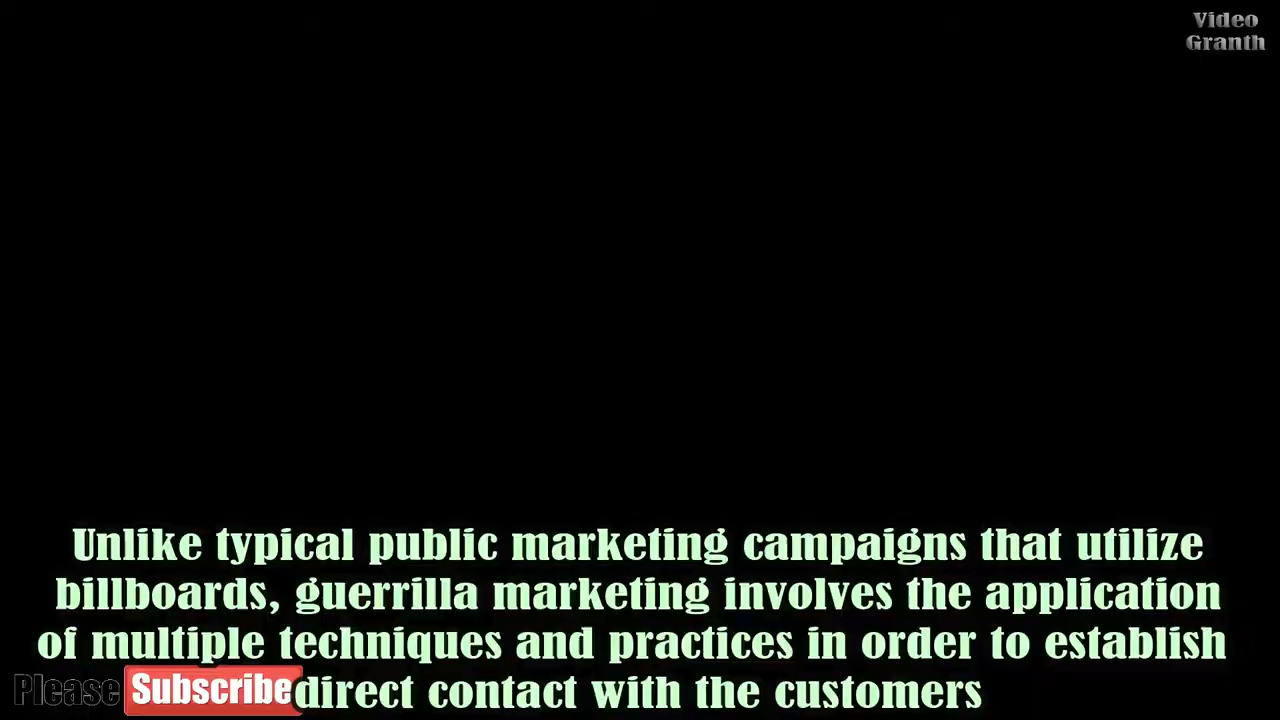 Video
Granth
Unlike typical public marketing campaigns that utilize
billboards, guerrilla marketing involves the application
of multiple techniques and practices in order to establish
Please Subscribe direct contact with the customers